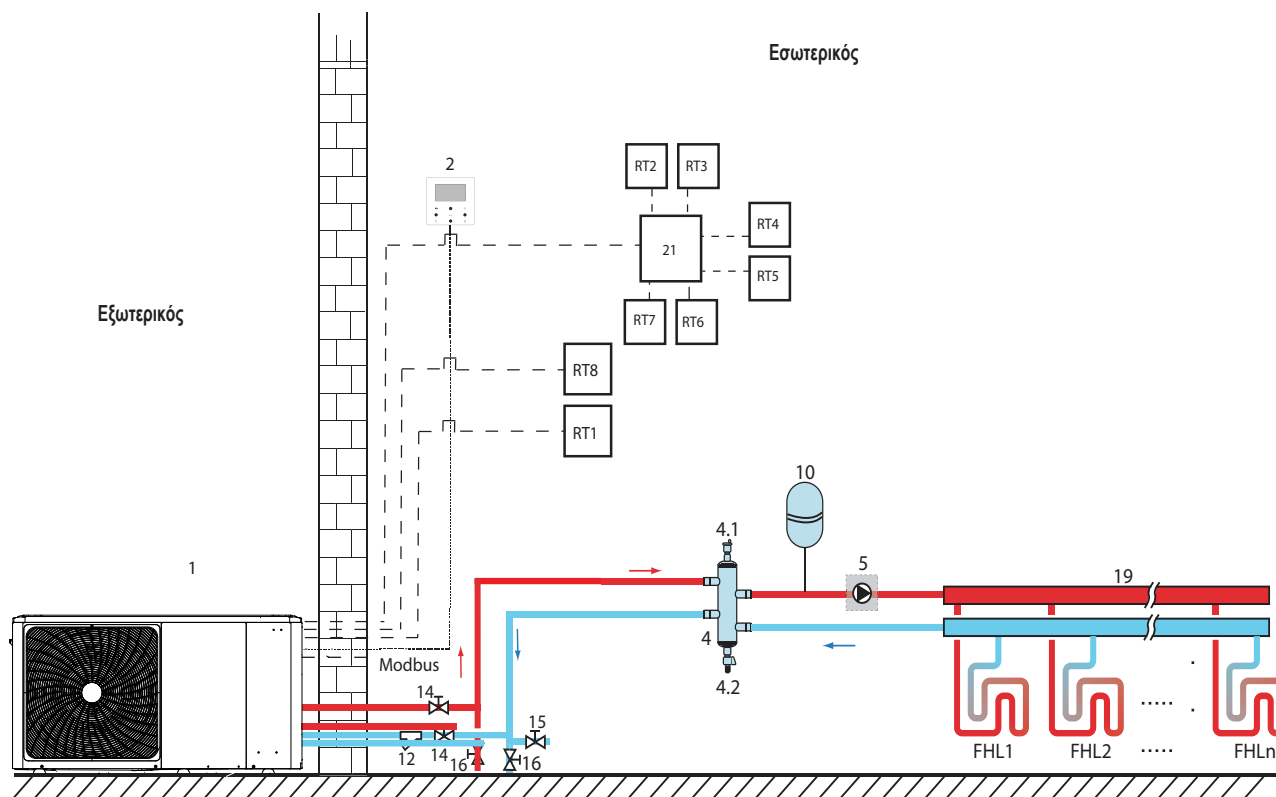 Εσωτερικός
Εξωτερικός
2
RT2
RT3
RT4
21
RT5
RT7
RT6
RT8
RT1
10
4.1
1
5
19
4
4.2
Modbus
14
15
12
14
16
16
FHL1
FHL2
.....
.....
FHLn